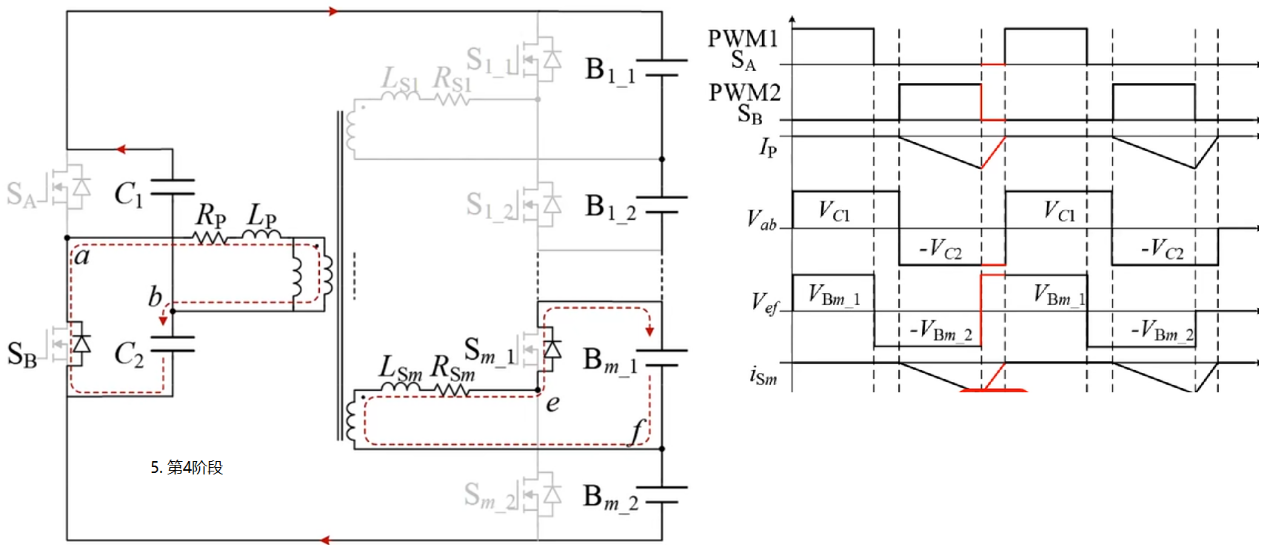 S1_1
B1_1
LS1 RS1
SA
C1
RP LP
S1_2
B1_2
a
b
SB
C2
Sm_1
Bm_1
LSm RSm
e
f
5. 第4阶段
Sm_2
Bm_2
PWM1
SA
PWM2
SB
IP
Vab
VC1
-VC2
VC1
-VC2
Vef
VBm_1
-VBm_2
VBm_1
-VBm_2
iSm